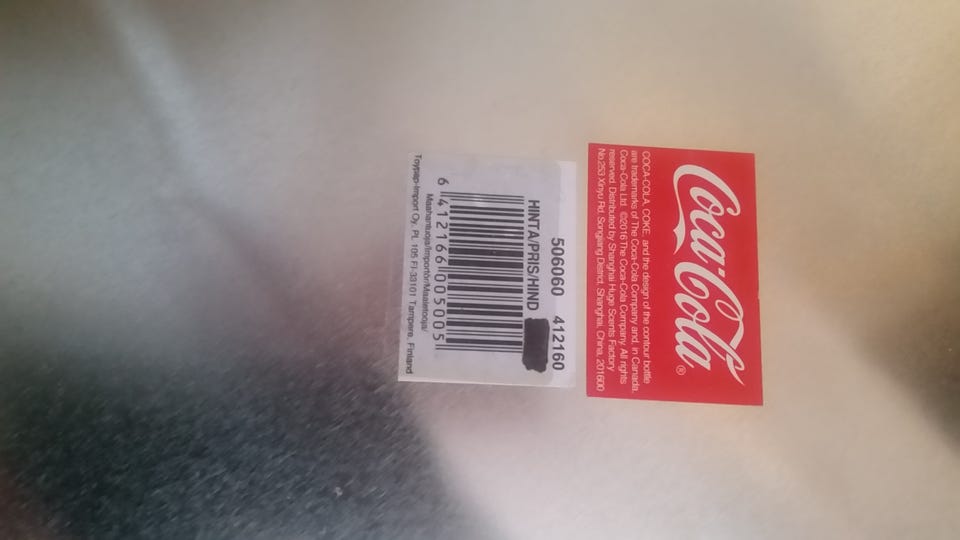 Coca-Cola®
COCA-COLA, COKE, and the design of the contour bottle
are trademarks of The Coca-Cola Company and, in Canada,
Coca-Cola Ltd. ©2016 The Coca-Cola Company. All rights
reserved. Distributed by Shanghai Huge Scents Factory
No.253 Xinyu Rd. Songjiang District. Shanghai, China, 201600
506060 412160
HINTA/PRIS/HIND
6 412166 005005
Maahantuoja/Importör/Maaletooja/
Toypap-Import Oy, PL 105 FI-33101 Tampere, Finland